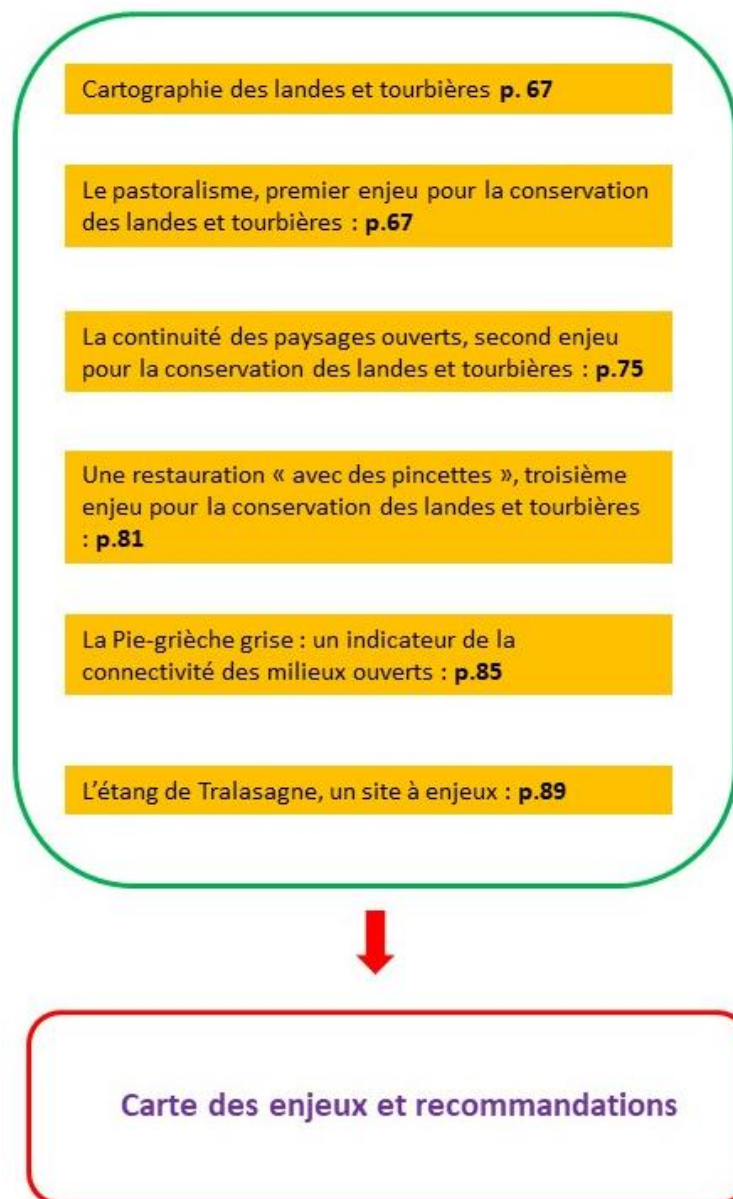 Cartographie des landes et tourbières p. 67
Le pastoralisme, premier enjeu pour la conservation
des landes et tourbières : p.67
La continuité des paysages ouverts, second enjeu
pour la conservation des landes et tourbières : p.75
Une restauration « avec des pincettes », troisième
enjeu pour la conservation des landes et tourbières
: p.81
La Pie-grièche grise : un indicateur de la
connectivité des milieux ouverts : p.85
L'étang de Tralasagne, un site à enjeux : p.89
Carte des enjeux et recommandations